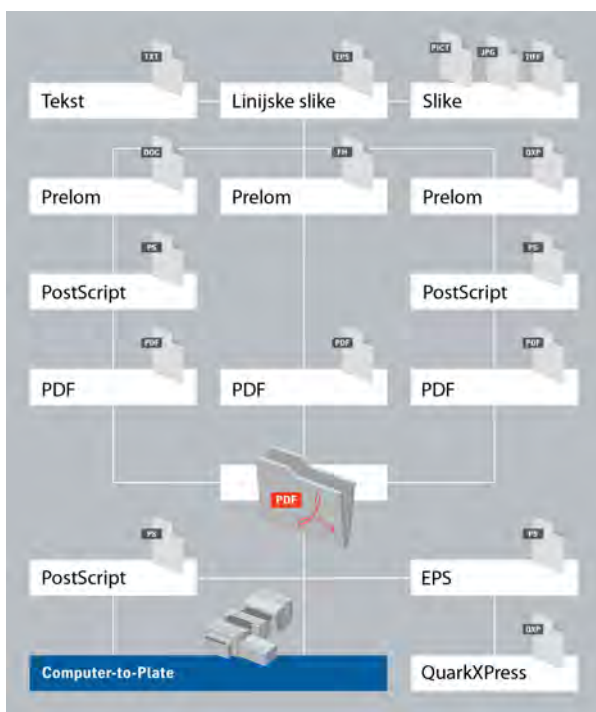 TXT
EPS
PICT
JPG
TIFF
Tekst
Linijske slike
Slike
DOC
FH
QXP
Prelom
Prelom
Prelom
PS
PS
PostScript
PostScript
PDF
PDF
PDF
PDF
PDF
PDF
PDF
PS
PS
PostScript
EPS
QXP
Computer-to-Plate
QuarkXPress